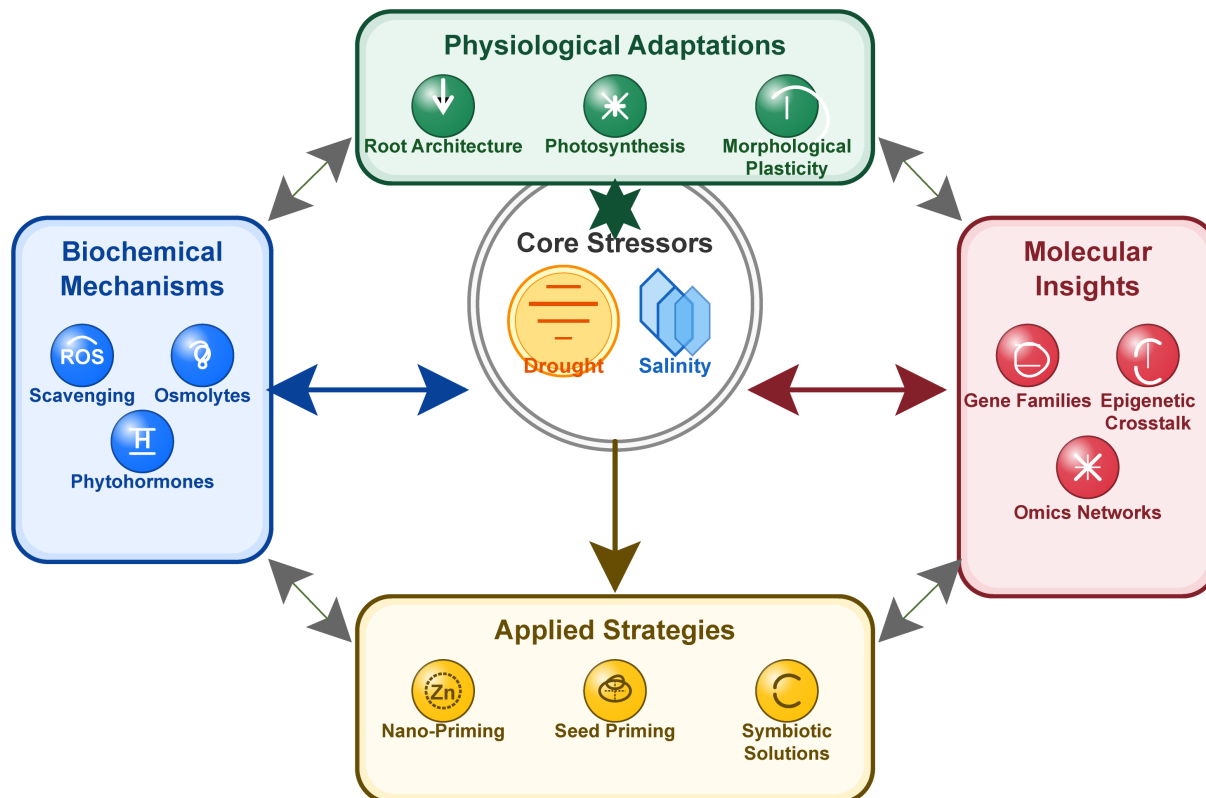 Physiological Adaptations
Root Architecture
Photosynthesis
Morphological
Plasticity
Core Stressors
Drought
Salinity
Biochemical
Mechanisms
ROS
Scavenging
Osmolytes
H
Phytohormones
Molecular
Insights
Gene Families
Epigenetic
Crosstalk
Omics Networks
Applied Strategies
Zn
Nano-Priming
Seed Priming
Symbiotic
Solutions